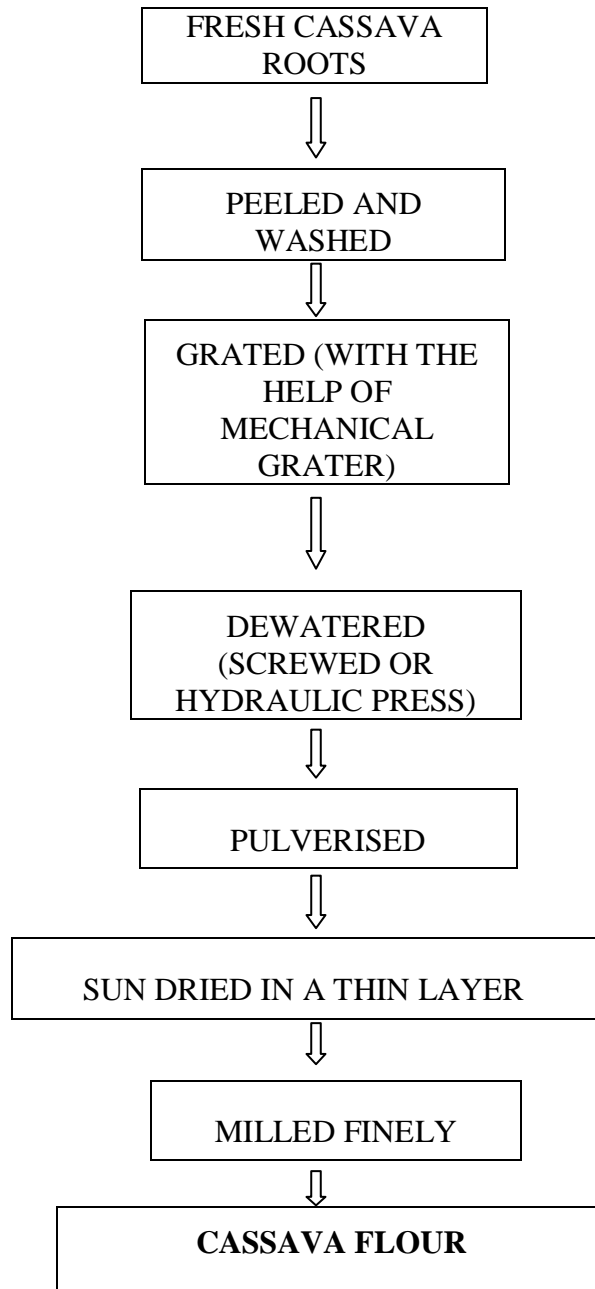 FRESH CASSAVA
ROOTS
PEELED AND
WASHED
GRATED (WITH THE
HELP OF
MECHANICAL
GRATER)
DEWATERED
(SCREWED OR
HYDRAULIC PRESS)
PULVERISED
SUN DRIED IN A THIN LAYER
MILLED FINELY
CASSAVA FLOUR